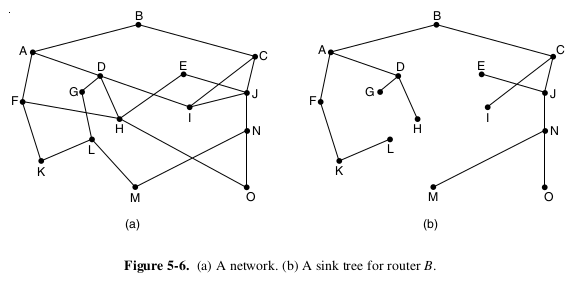 B
A
C
D
E
G
J
F
I
H
N
L
K
M
O
(a)
B
A
C
D
E
G
J
F
I
H
N
L
K
M
O
(b)
Figure 5-6. (a) A network. (b) A sink tree for router B.